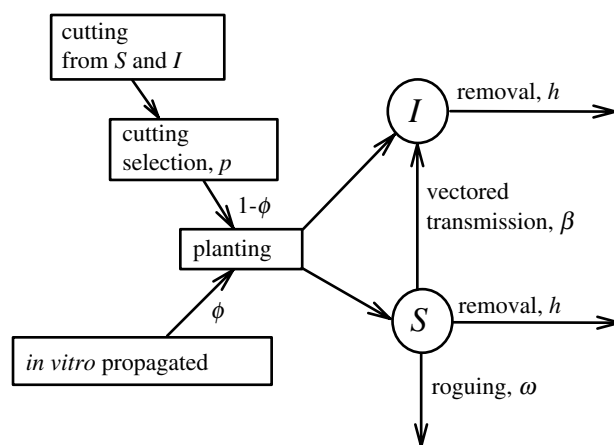 cutting
from S and I
cutting
selection, p
1-ϕ
planting
ϕ
in vitro propagated
I
removal, h
vectored
transmission, β
S
removal, h
roguing, ω